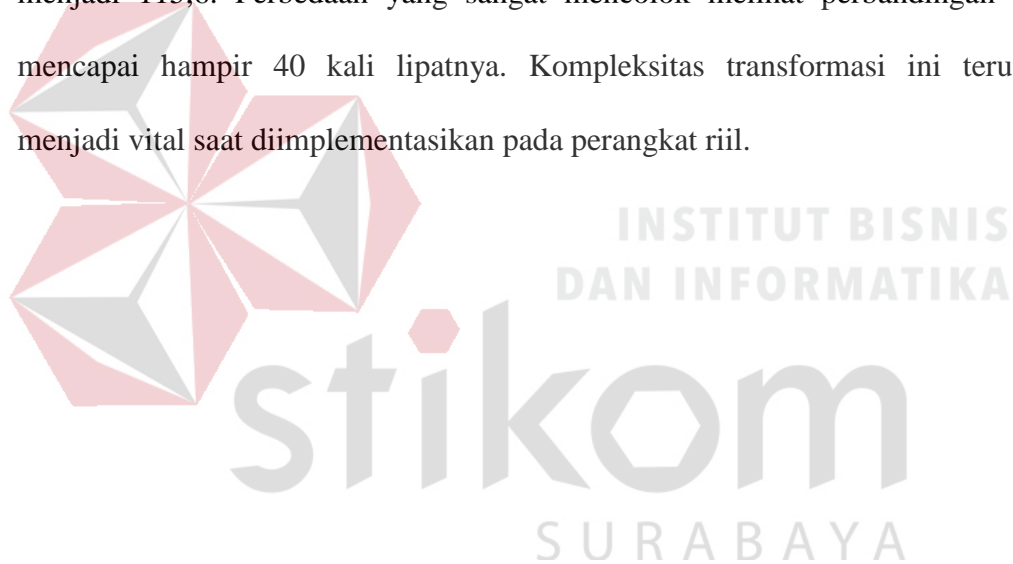 mencapai hampir 40 kali lipatnya. Kompleksitas transformasi ini teru
menjadi vital saat diimplementasikan pada perangkat riil.
INSTITUT BISNIS
DAN INFORMATIKA
stikom
SURABAYA